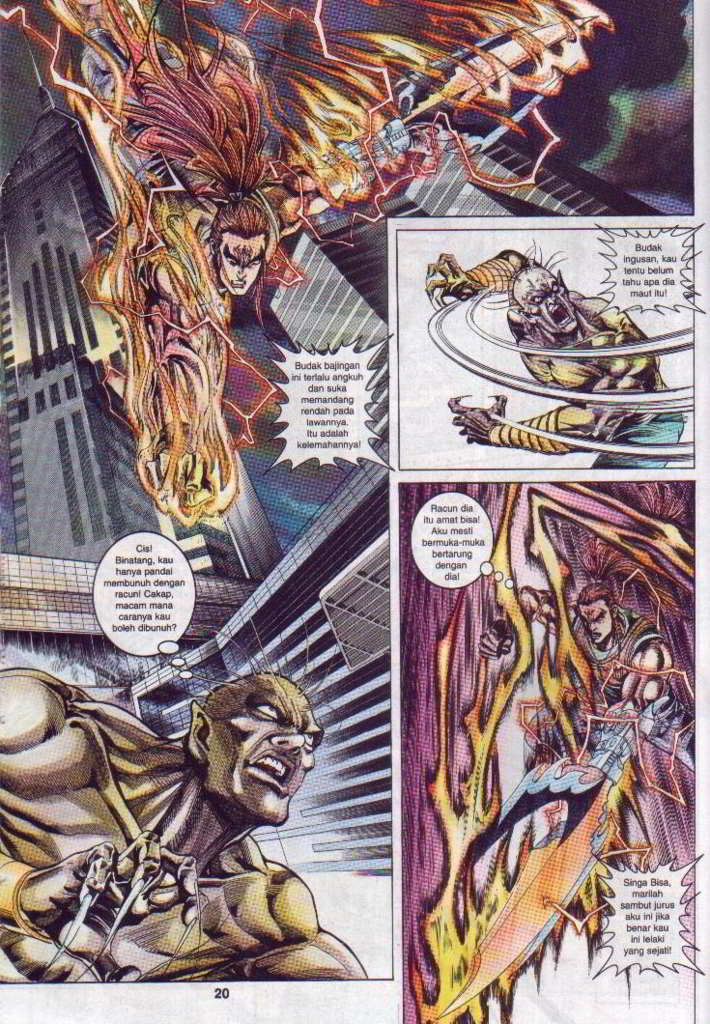 Budak bajingan
ini terlalu angkuh
dan suka
memandang
rendah pada
lawannya.
Itu adalah
kelemahannya!
Budak
ingusan, kau
tentu belum
tahu apa dia
maut itu!
Cis!
Binatang, kau
hanya pandai
membunuh dengan
racun! Cakap,
macam mana
caranya kau
boleh dibunuh?
Racun dia
itu amat bisa!
Aku mesti
bermuka-muka
bertarung
dengan
dia!
Singa Bisa,
marilah
sambut jurus
aku ini jika
benar kau
ini lelaki
yang sejati!
20